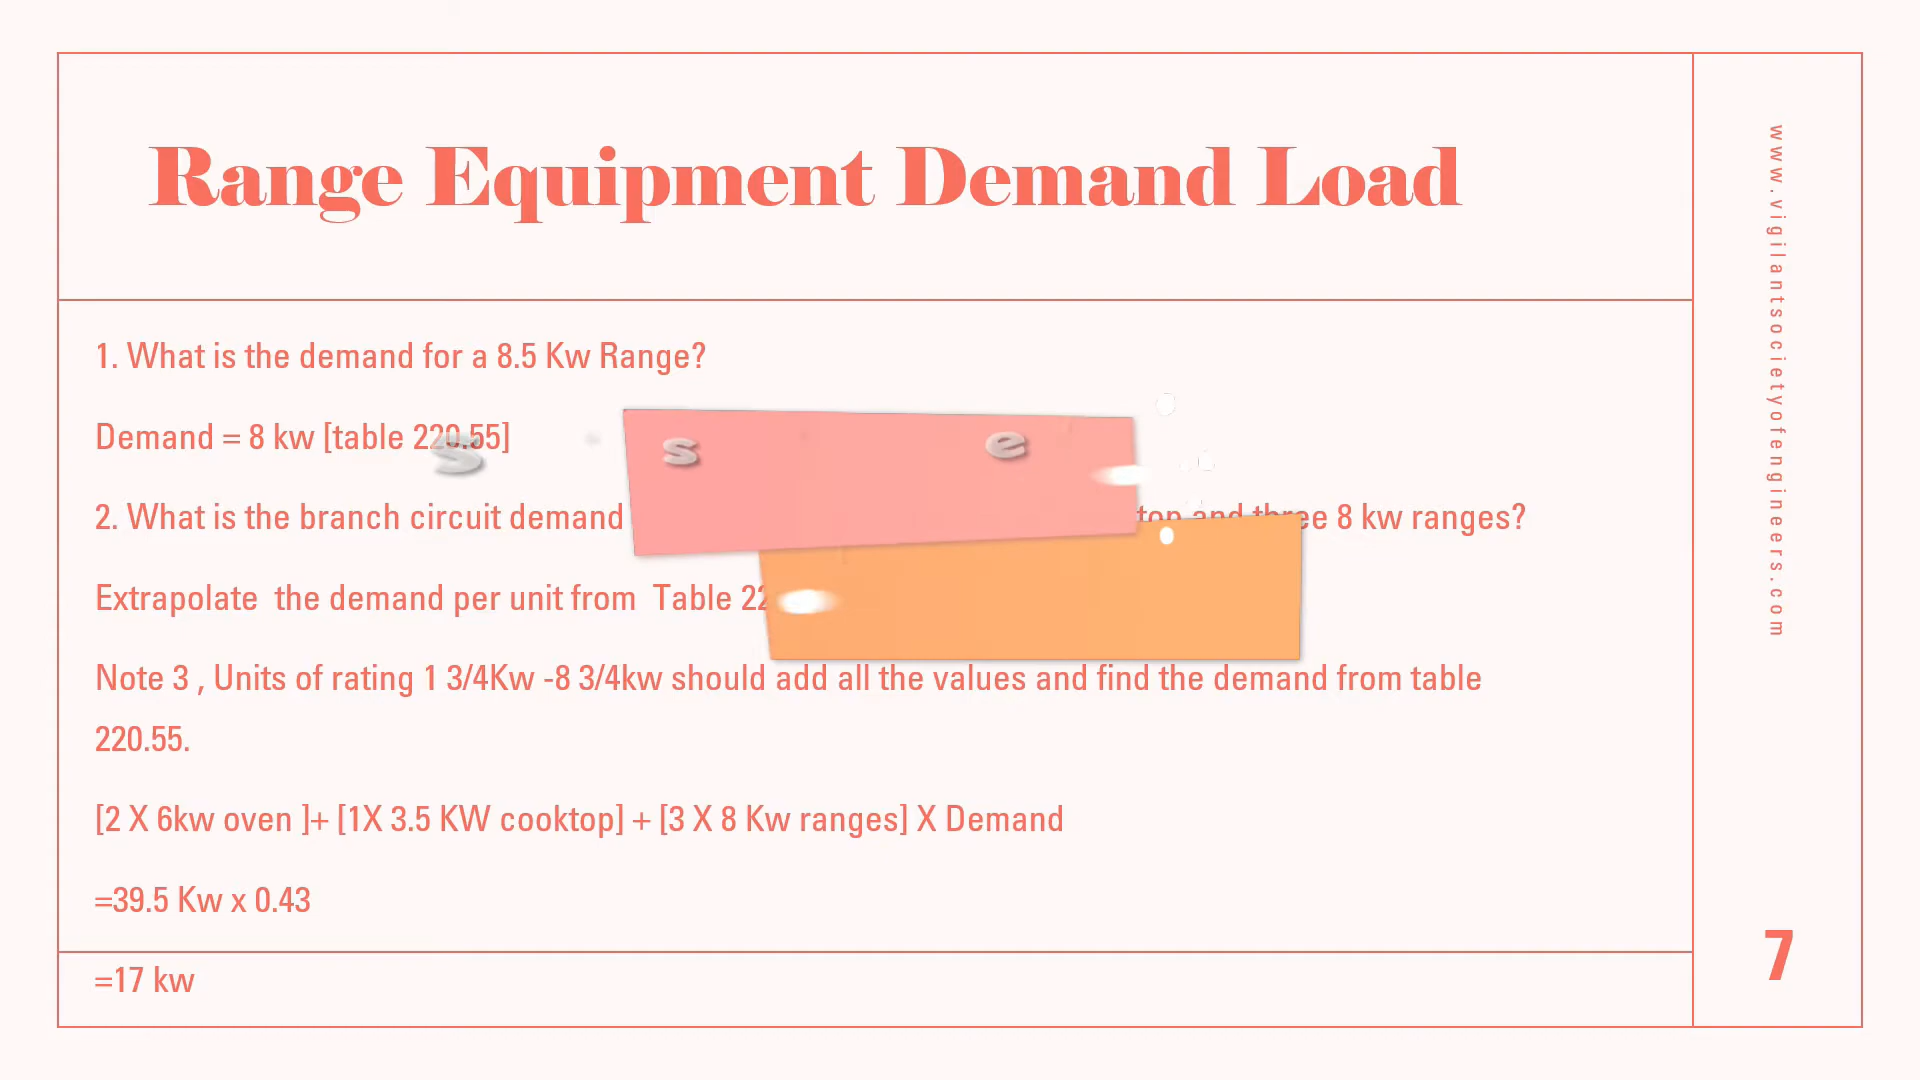 Range Equipment Demand Load
1. What is the demand for a 8.5 Kw Range?
Demand = 8 kw [table 220.55]
s s e
2. What is the branch circuit demand top and three 8 kw ranges?
Extrapolate the demand per unit from Table
Note 3 , Units of rating 1 3/4Kw -8 3/4kw should add all the values and find the demand from table
220.55.
[2 X 6kw oven ]+ [1X 3.5 KW cooktop] + [3 X 8 Kw ranges] X Demand
=39.5 Kw x 0.43
=17 kw
www.vigilantsocietyofengineers.com
7